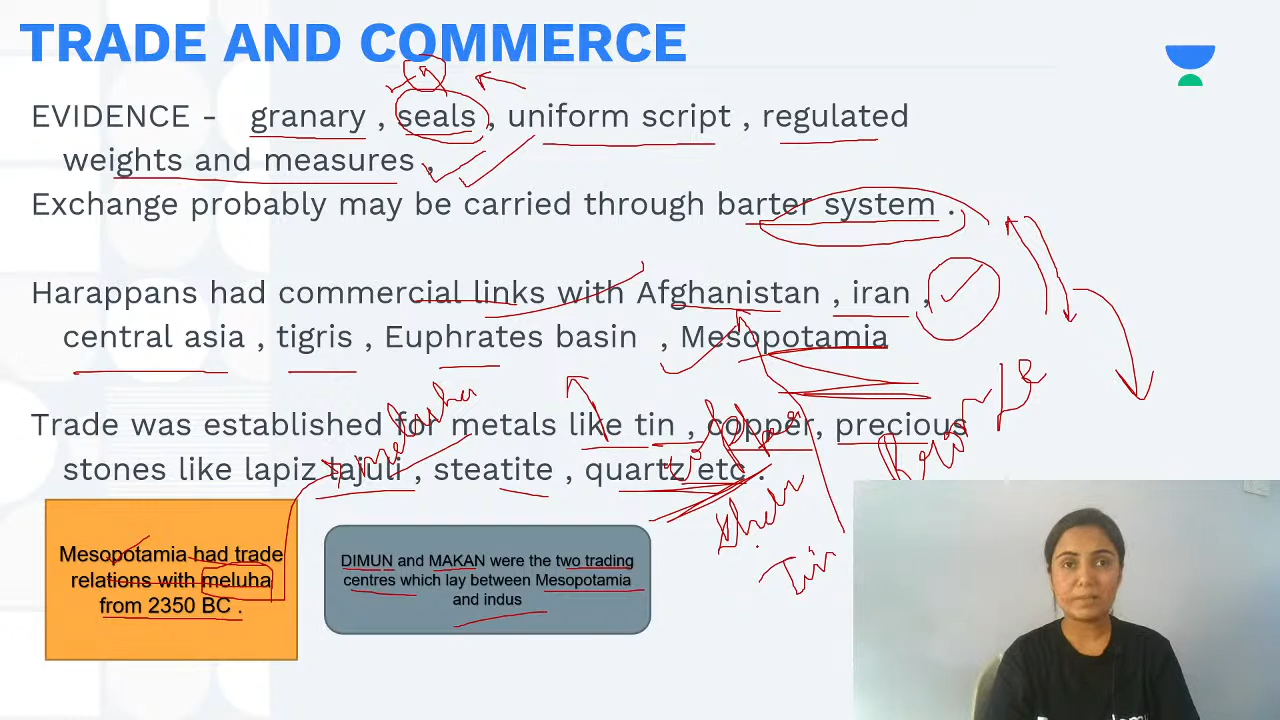 TRADE AND COMMERCE
EVIDENCE - granary , seals , uniform script , regulated
weights and measures ,
Exchange probably may be carried through barter system .
Harappans had commercial links with Afghanistan , iran ,
central asia , tigris , Euphrates basin , Mesopotamia
Trade was established for metals like tin , copper, precious
stones like lapiz lajuli , steatite , quartz etc .
Mesopotamia had trade
relations with meluha
from 2350 BC .
DIMUN and MAKAN were the two trading
centres which lay between Mesopotamia
and indus
melusha
Tin